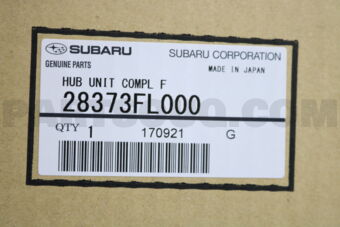 SUBARU
SUBARU CORPORATION
GENUINE PARTS
MADE IN JAPAN
HUB UNIT COMPL F
28373FL000
QTY 1 170921 G